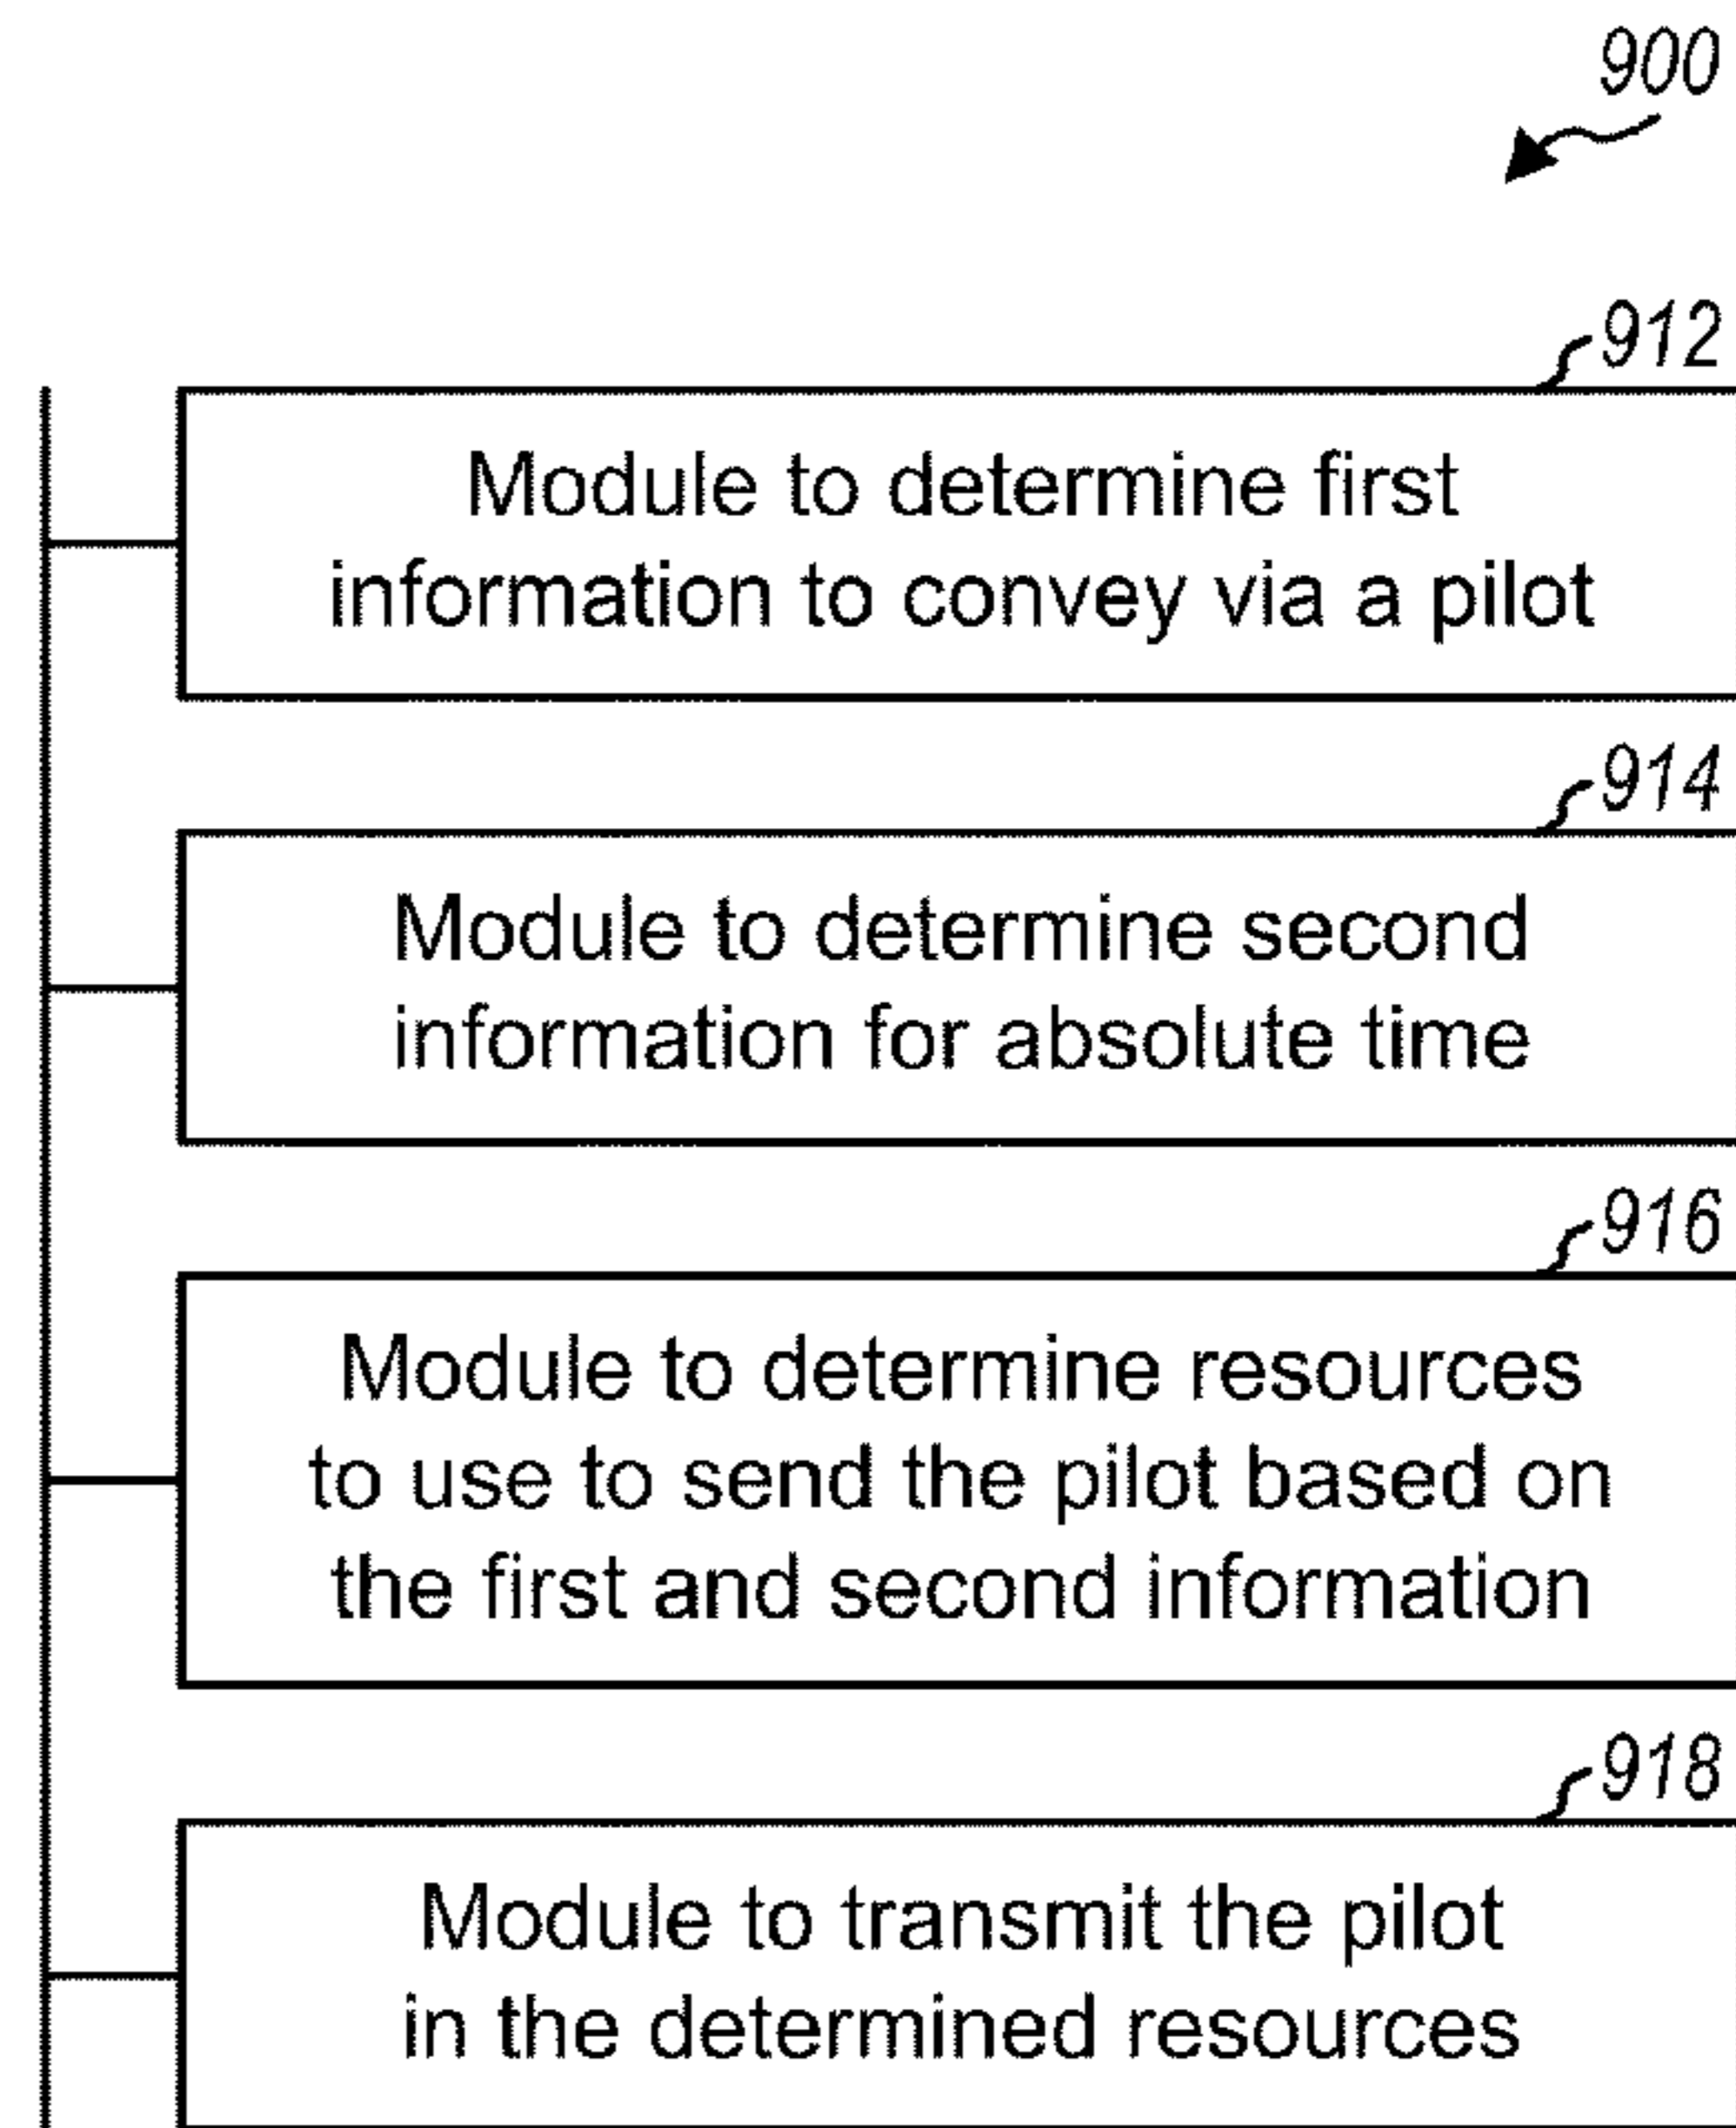 900
912
Module to determine first
information to convey via a pilot
914
Module to determine second
information for absolute time
916
Module to determine resources
to use to send the pilot based on
the first and second information
918
Module to transmit the pilot
in the determined resources